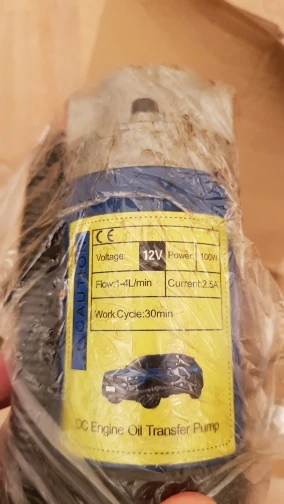 CE
Voltage: 12V Power: 100W
Flow:1-4L/min Current:2.5A
Work Cycle:30min
DC Engine Oil Transfer Pump